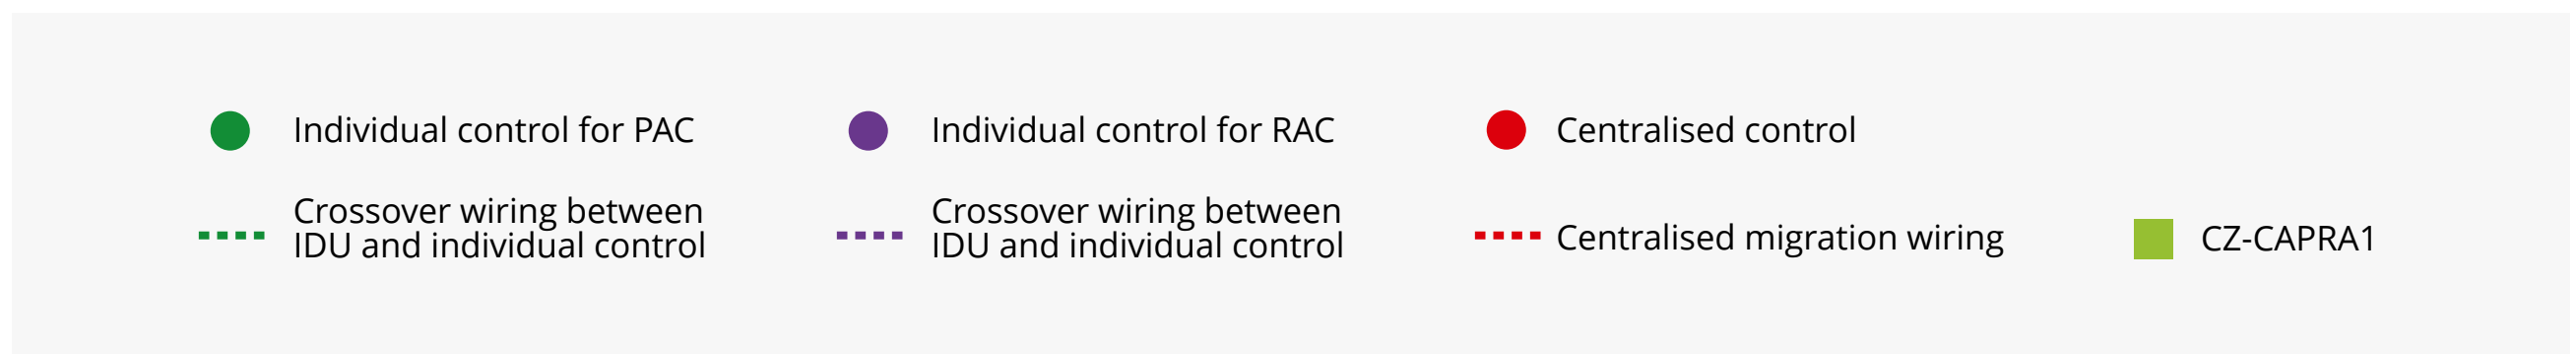 Individual control for PAC
Individual control for RAC
Centralised control
Crossover wiring between
IDU and individual control
Crossover wiring between
IDU and individual control
Centralised migration wiring
CZ-CAPRA1